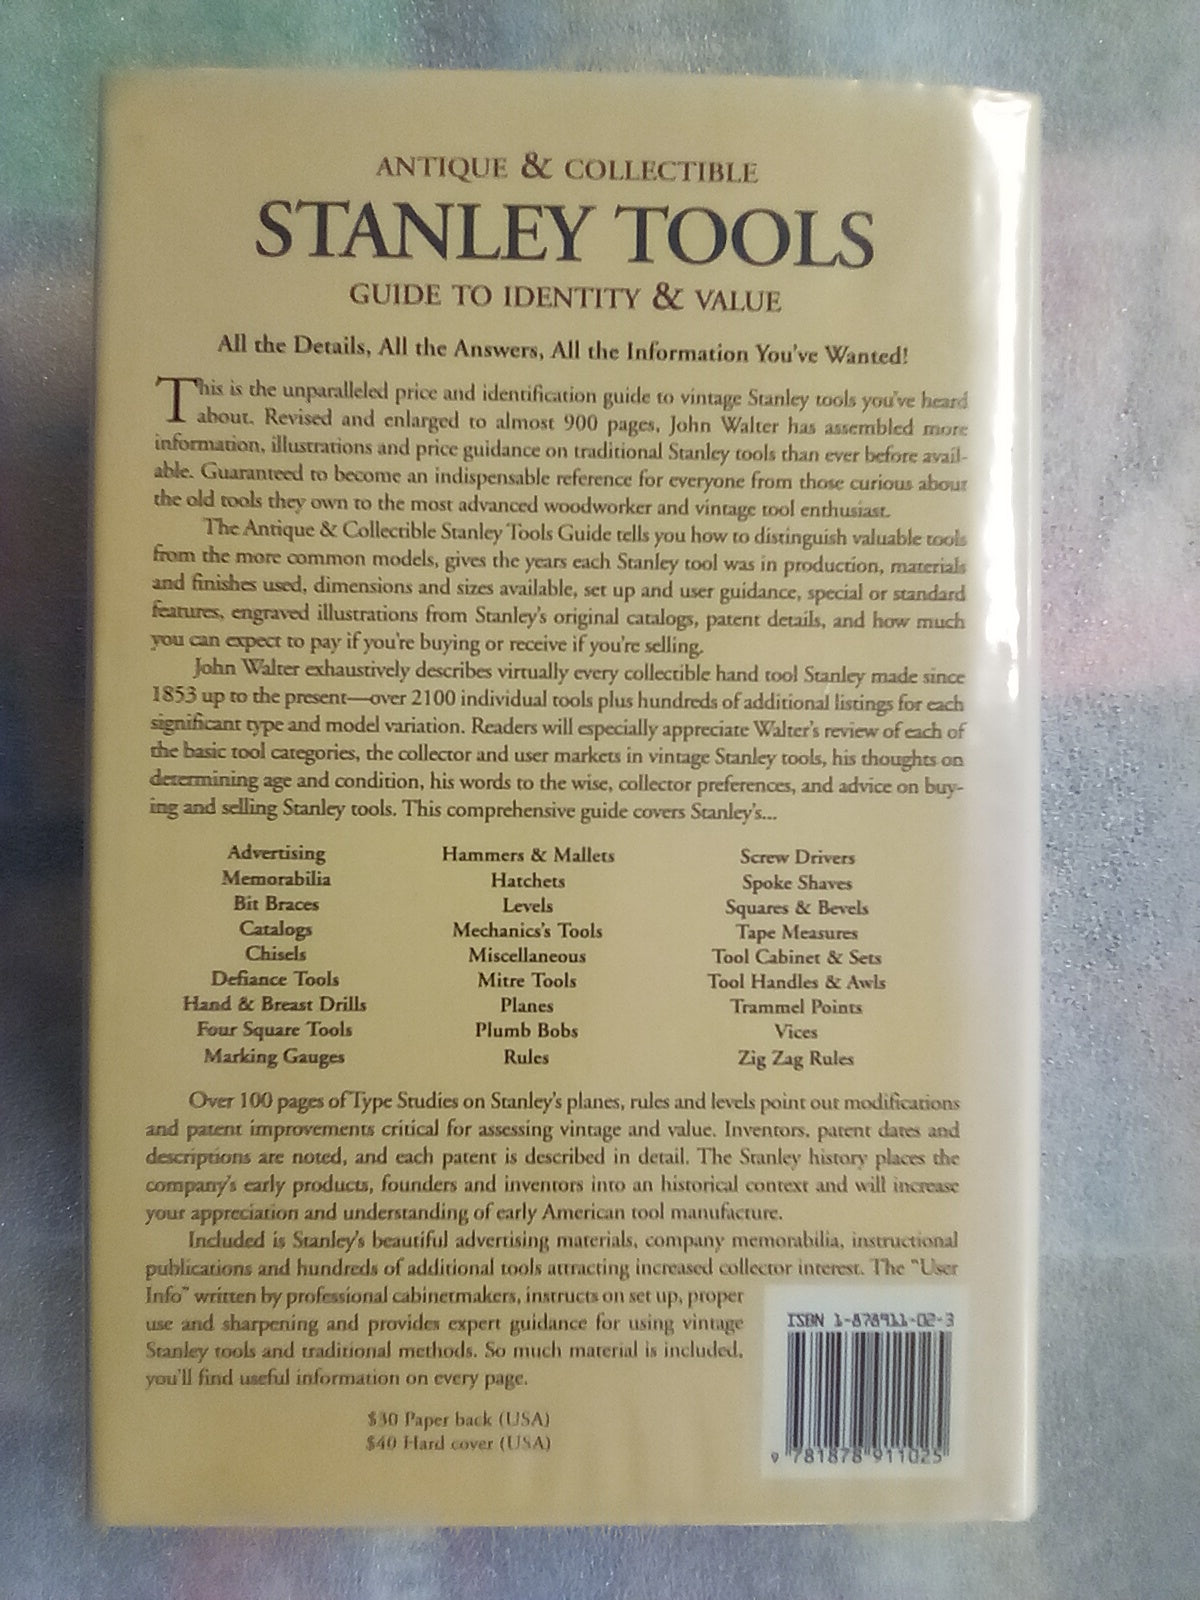 ANTIQUE & COLLECTIBLE
STANLEY TOOLS
GUIDE TO IDENTITY & VALUE
All the Details, All the Answers, All the Information You've Wanted!
This is the unparalleled price and identification guide to vintage Stanley tools you've heard
about. Revised and enlarged to almost 900 pages, John Walter has assembled more
information, illustrations and price guidance on traditional Stanley tools than ever before avail-
able. Guaranteed to become an indispensable reference for everyone from those curious about
the old tools they own to the most advanced woodworker and vintage tool enthusiast.
The Antique & Collectible Stanley Tools Guide tells you how to distinguish valuable tools
from the more common models, gives the years each Stanley tool was in production, materials
and finishes used, dimensions and sizes available, set up and user guidance, special or standard
features, engraved illustrations from Stanley's original catalogs, patent details, and how much
you can expect to pay if you're buying or receive if you're selling.
John Walter exhaustively describes virtually every collectible hand tool Stanley made since
1853 up to the present—over 2100 individual tools plus hundreds of additional listings for each
significant type and model variation. Readers will especially appreciate Walter's review of each of
the basic tool categories, the collector and user markets in vintage Stanley tools, his thoughts on
determining age and condition, his words to the wise, collector preferences, and advice on buy-
ing and selling Stanley tools. This comprehensive guide covers Stanley's...
Advertising
Memorabilia
Bit Braces
Catalogs
Chisels
Defiance Tools
Hand & Breast Drills
Four Square Tools
Marking Gauges
Hammers & Mallets
Hatchets
Levels
Mechanics's Tools
Miscellaneous
Mitre Tools
Planes
Plumb Bobs
Rules
Screw Drivers
Spoke Shaves
Squares & Bevels
Tape Measures
Tool Cabinet & Sets
Tool Handles & Awls
Trammel Points
Vices
Zig Zag Rules
Over 100 pages of Type Studies on Stanley's planes, rules and levels point out modifications
and patent improvements critical for assessing vintage and value. Inventors, patent dates and
descriptions are noted, and each patent is described in detail. The Stanley history places the
company's early products, founders and inventors into an historical context and will increase
your appreciation and understanding of early American tool manufacture.
Included is Stanley's beautiful advertising materials, company memorabilia, instructional
publications and hundreds of additional tools attracting increased collector interest. The "User
Info" written by professional cabinetmakers, instructs on set up, proper
use and sharpening and provides expert guidance for using vintage
Stanley tools and traditional methods. So much material is included,
you'll find useful information on every page.
$30 Paper back (USA)
$40 Hard cover (USA)
ISBN 1-878911-02-3
9 781878 911025